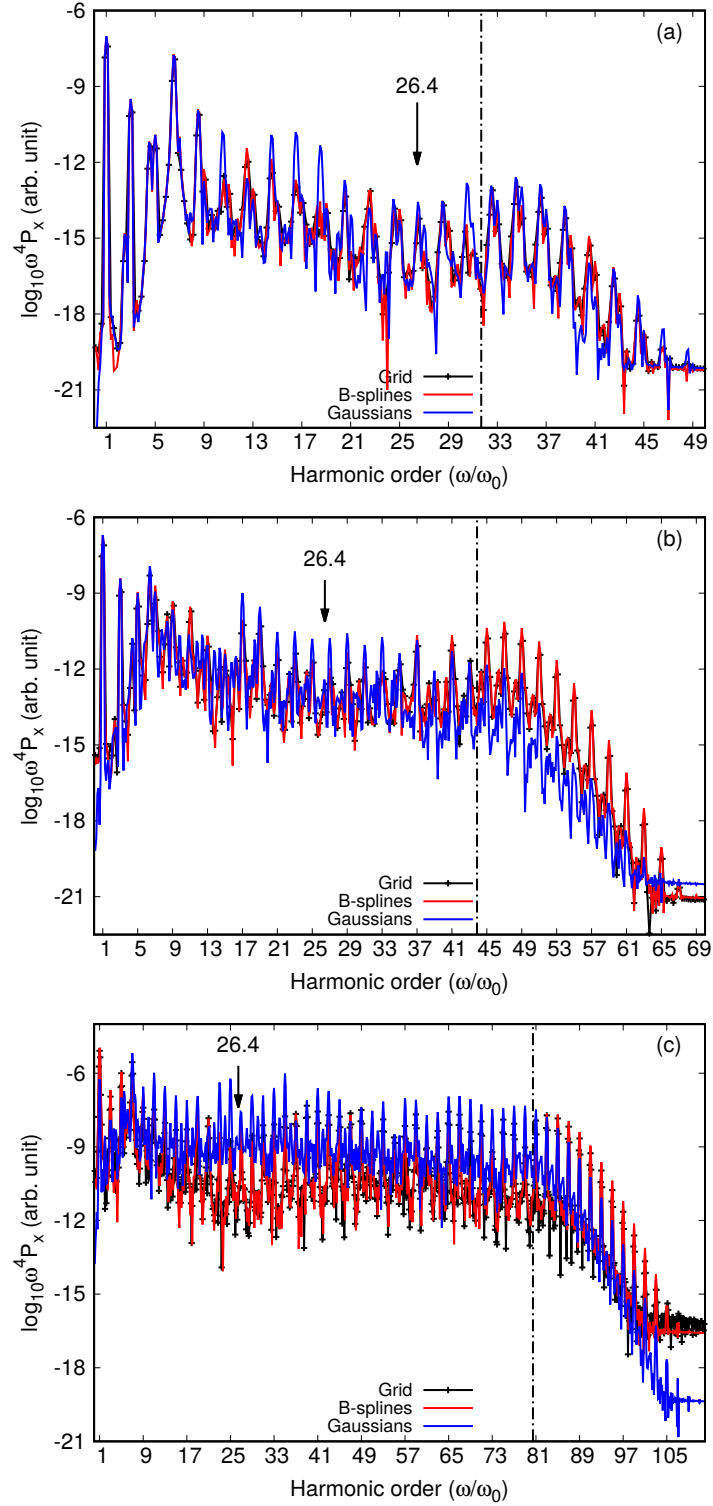 (a)
-6
-9
-12
-15
-18
-21
log10ω4Px (arb. unit)
26.4
Grid
B-splines
Gaussians
1 5 9 13 17 21 25 29 33 37 41 45 49
Harmonic order (ω/ω0)
(b)
-6
-9
-12
-15
-18
-21
log10ω4Px (arb. unit)
26.4
Grid
B-splines
Gaussians
1 5 9 13 17 21 25 29 33 37 41 45 49 53 57 61 65 69
Harmonic order (ω/ω0)
(c)
-6
-9
-12
-15
-18
-21
log10ω4Px (arb. unit)
26.4
Grid
B-splines
Gaussians
1 9 17 25 33 41 49 57 65 73 81 89 97 105
Harmonic order (ω/ω0)